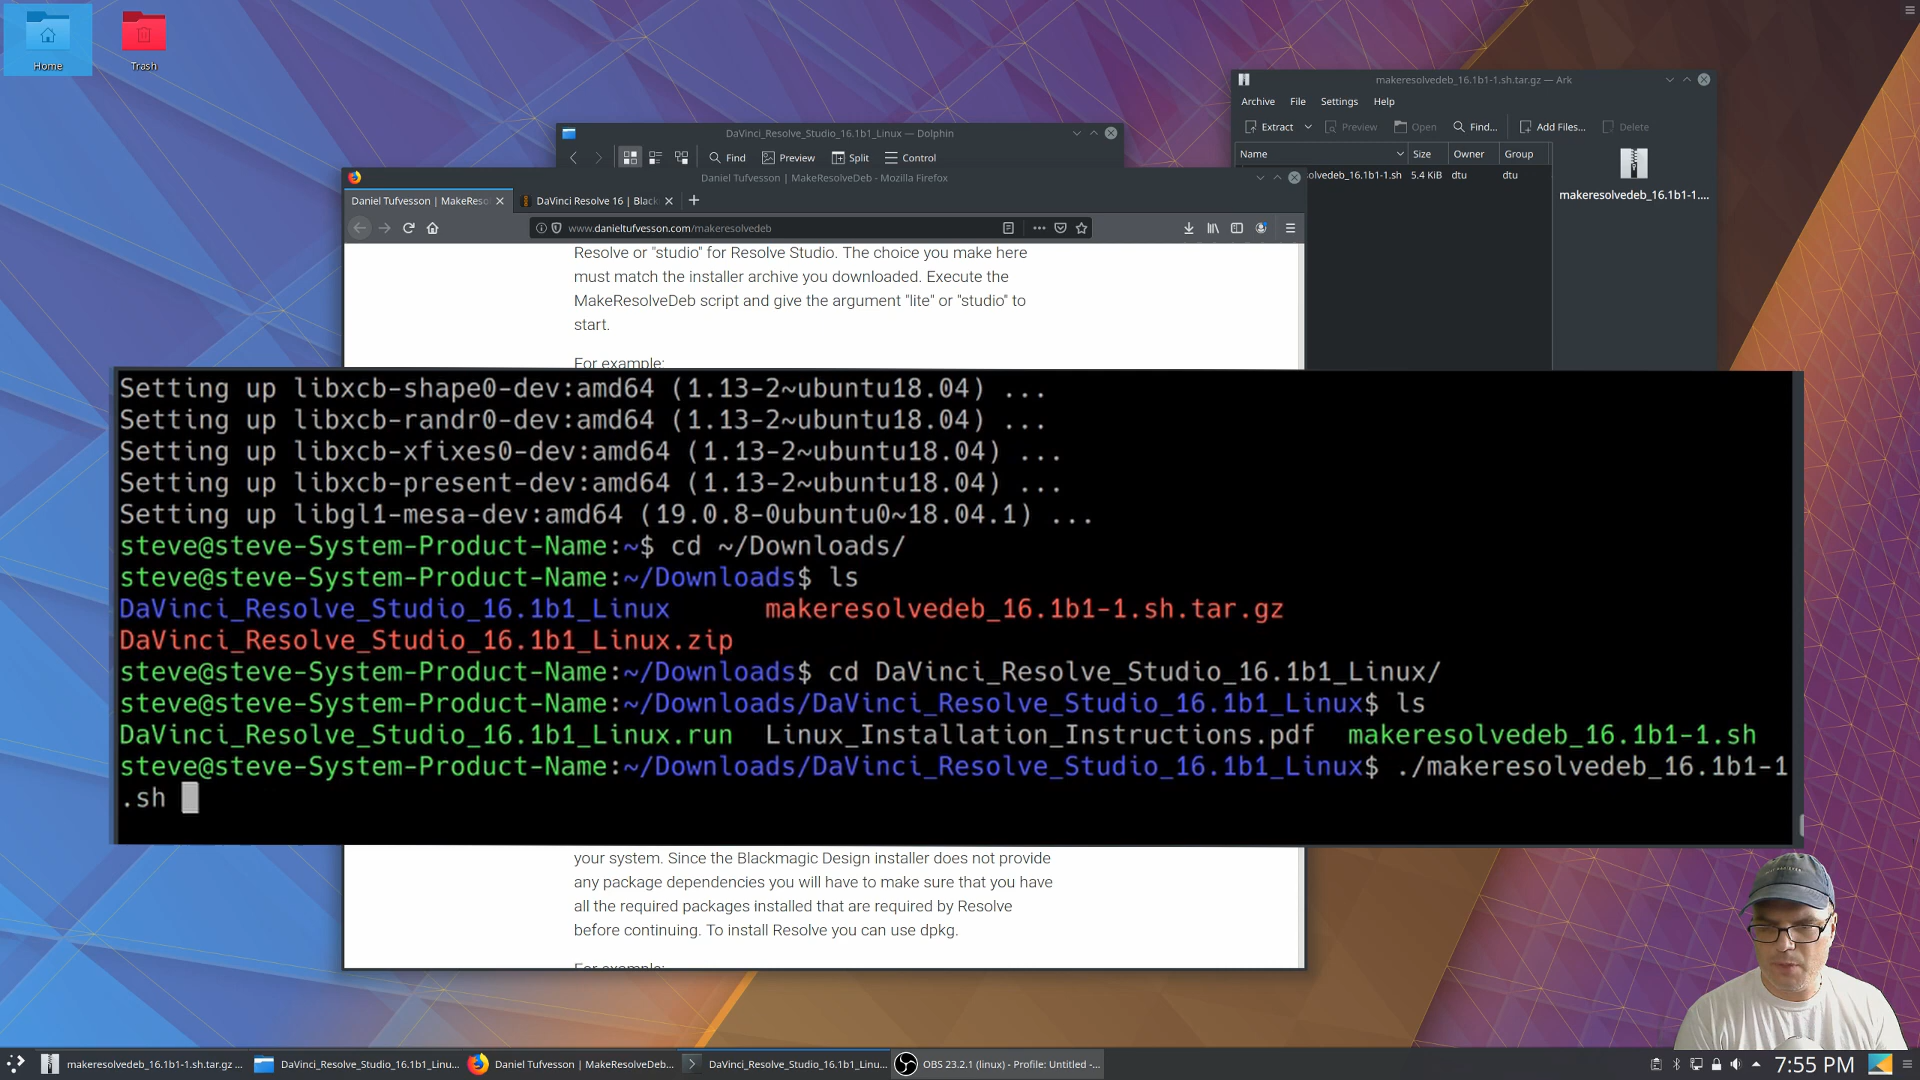 Home
Trash
makeresolvedeb_16.1b1-1.sh.tar.gz — Ark
Archive File Settings Help
Extract Preview Open Find... Add Files... Delete
Name Size Owner Group
olvedeb_16.1b1-1.sh 5.4 KiB dtu dtu
makeresolvedeb_16.1b1-1....
DaVinci_Resolve_Studio_16.1b1_Linux — Dolphin
Find Preview Split Control
Daniel Tufvesson | MakeResolveDeb - Mozilla Firefox
Daniel Tufvesson | MakeReso DaVinci Resolve 16 | Black
www.danieltufvesson.com/makeresolvedeb
Resolve or "studio" for Resolve Studio. The choice you make here
must match the installer archive you downloaded. Execute the
MakeResolveDeb script and give the argument "lite" or "studio" to
start.
For example:
Setting up libxcb-shape0-dev:amd64 (1.13-2~ubuntu18.04) ...
Setting up libxcb-randr0-dev:amd64 (1.13-2~ubuntu18.04) ...
Setting up libxcb-xfixes0-dev:amd64 (1.13-2~ubuntu18.04) ...
Setting up libxcb-present-dev:amd64 (1.13-2~ubuntu18.04) ...
Setting up libgl1-mesa-dev:amd64 (19.0.8-0ubuntu0~18.04.1) ...
steve@steve-System-Product-Name:~$ cd ~/Downloads/
steve@steve-System-Product-Name:~/Downloads$ ls
DaVinci_Resolve_Studio_16.1b1_Linux makeresolvedeb_16.1b1-1.sh.tar.gz
DaVinci_Resolve_Studio_16.1b1_Linux.zip
steve@steve-System-Product-Name:~/Downloads$ cd DaVinci_Resolve_Studio_16.1b1_Linux/
steve@steve-System-Product-Name:~/Downloads/DaVinci_Resolve_Studio_16.1b1_Linux$ ls
DaVinci_Resolve_Studio_16.1b1_Linux.run Linux_Installation_Instructions.pdf makeresolvedeb_16.1b1-1.sh
steve@steve-System-Product-Name:~/Downloads/DaVinci_Resolve_Studio_16.1b1_Linux$ ./makeresolvedeb_16.1b1-1
.sh
your system. Since the Blackmagic Design installer does not provide
any package dependencies you will have to make sure that you have
all the required packages installed that are required by Resolve
before continuing. To install Resolve you can use dpkg.
For example:
makeresolvedeb_16.1b1-1.sh.tar.gz ... DaVinci_Resolve_Studio_16.1b1_Linu... Daniel Tufvesson | MakeResolveDeb... DaVinci_Resolve_Studio_16.1b1_Linu... OBS 23.2.1 (linux) - Profile: Untitled -... 7:55 PM